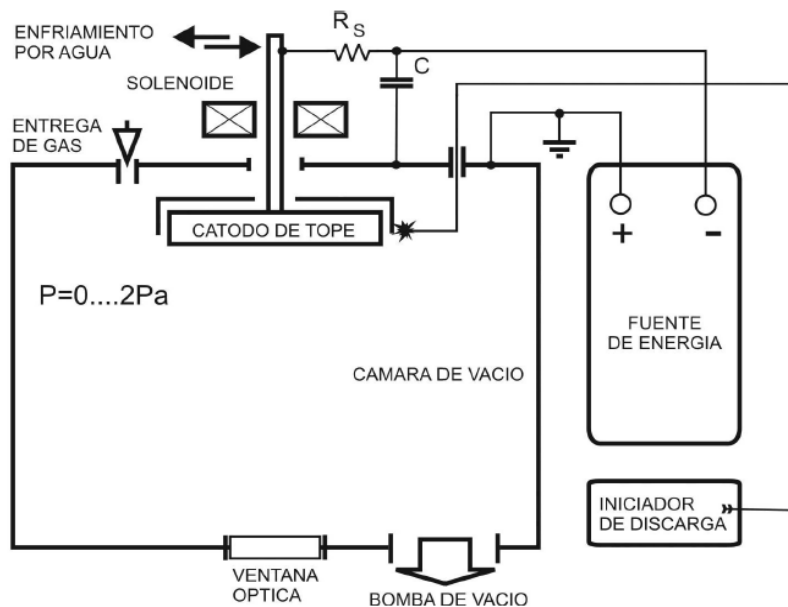 ENFRIAMIENTO
POR AGUA
R S
C
SOLENOIDE
ENTREGA
DE GAS
CATODO DE TOPE
+
-
P=0....2Pa
FUENTE
DE ENERGIA
CAMARA DE VACIO
INICIADOR
DE DISCARGA
VENTANA
OPTICA
BOMBA DE VACIO